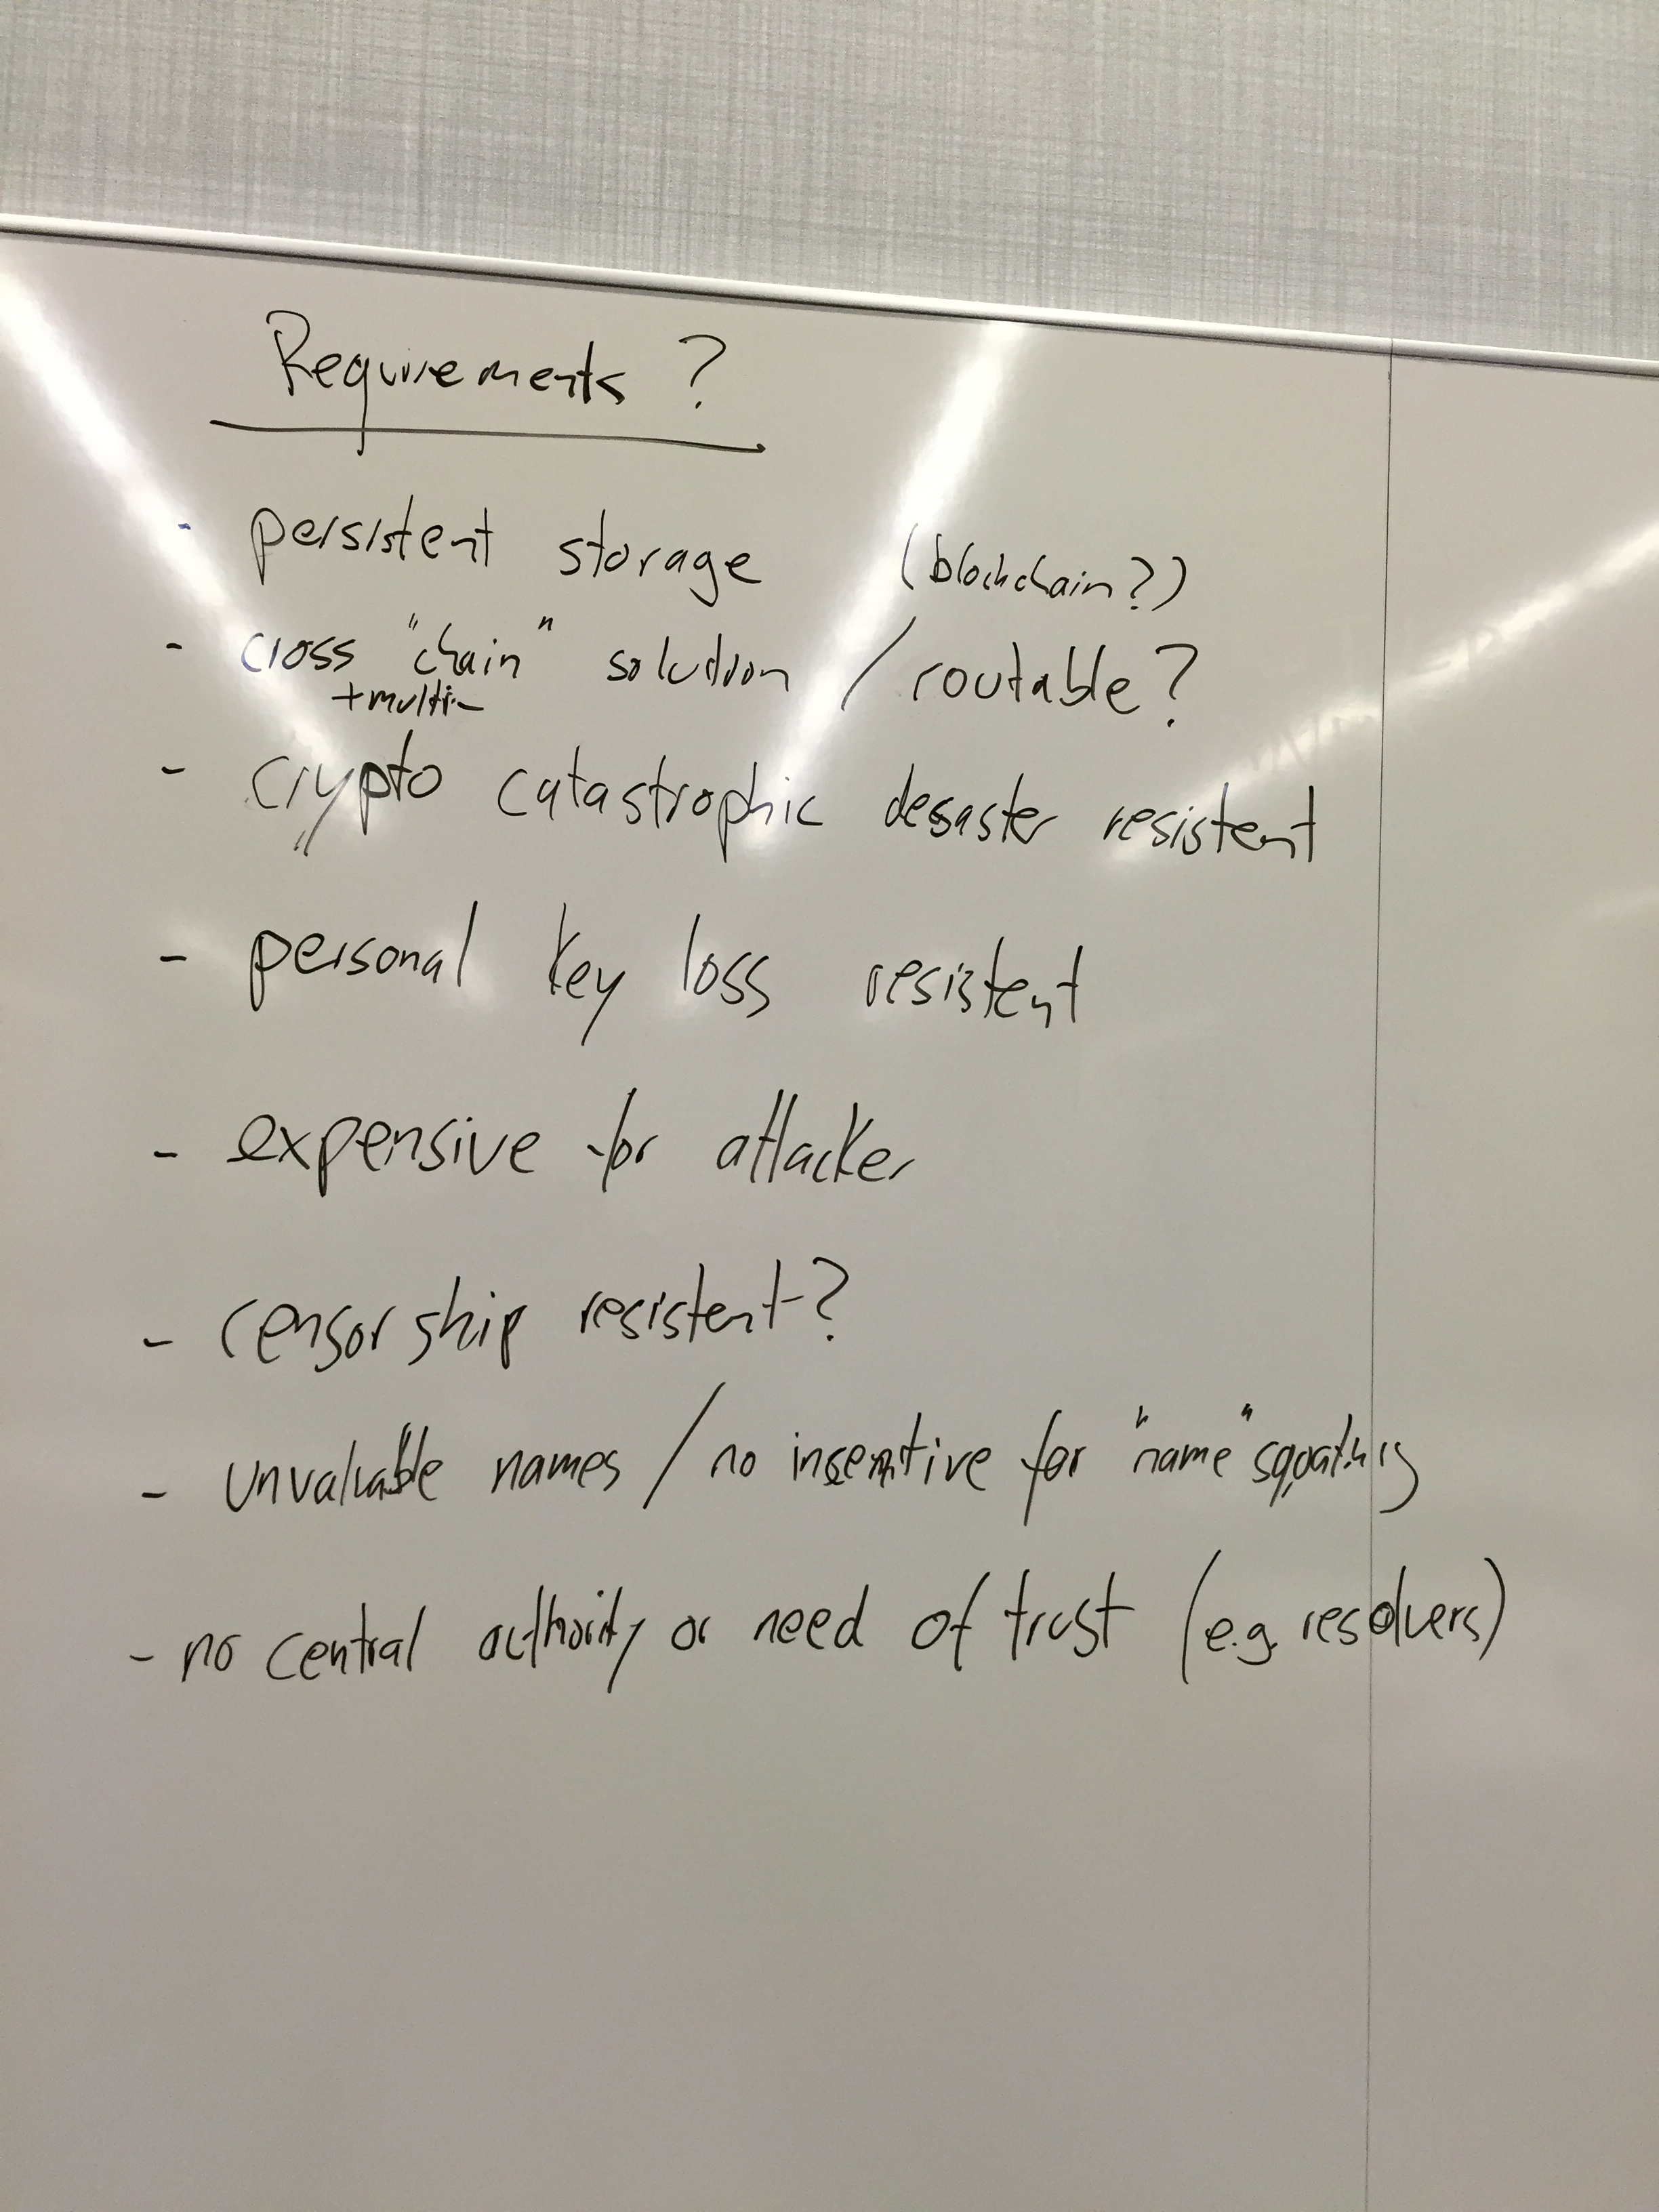 Requirements ?
- persistent storage (blockchain?)
- cross "chain" solution / routable?
+multi-
- crypto catastrophic desaster resistent
- personal key loss resistent
- expensive for attacker
- censorship resistent?
- unvaluable names / no insentive for "name" squatting
- no central authority or need of trust (e.g. resolvers)